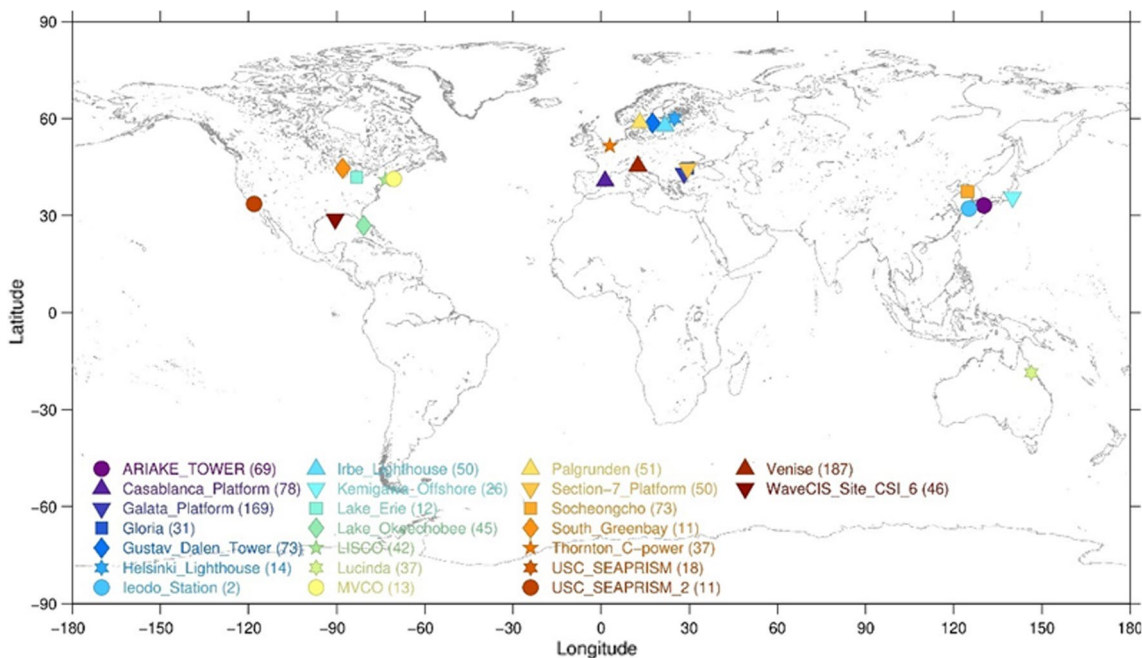 90
60
30
0
−30
−60
−90
Latitude
ARIAKE_TOWER (69) Irbe_Lighthouse (50) Palgrunden (51) Venise (187)
Casablanca_Platform (78) Kemigawa_Offshore (26) Section−7_Platform (50) WaveCIS_Site_CSI_6 (46)
Galata_Platform (169) Lake_Erie (12) Socheongcho (73)
Gloria (31) Lake_Okeechobee (45) South_Greenbay (11)
Gustav_Dalen_Tower (73) LISCO (42) Thornton_C−power (37)
Helsinki_Lighthouse (14) Lucinda (37) USC_SEAPRISM (18)
Ieodo_Station (2) MVCO (13) USC_SEAPRISM_2 (11)
−180 −150 −120 −90 −60 −30 0 30 60 90 120 150 180
Longitude